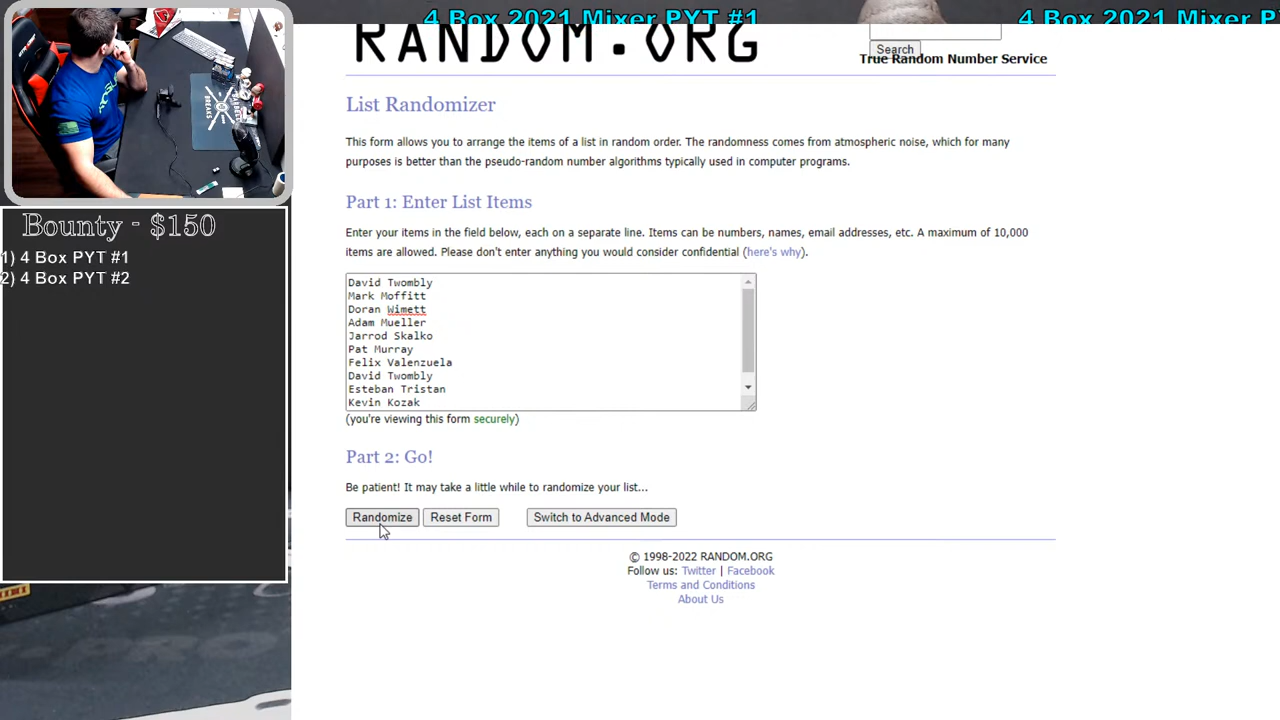 4 Box 2021 Mixer PYT #1
4 Box 2021 Mixer P
RANDOM.ORG
Search
True Random Number Service
List Randomizer
This form allows you to arrange the items of a list in random order. The randomness comes from atmospheric noise, which for many
purposes is better than the pseudo-random number algorithms typically used in computer programs.
Part 1: Enter List Items
Enter your items in the field below, each on a separate line. Items can be numbers, names, email addresses, etc. A maximum of 10,000
items are allowed. Please don't enter anything you would consider confidential (here's why).
David Twombly
Mark Moffitt
Doran Wimett
Adam Mueller
Jarrod Skalko
Pat Murray
Felix Valenzuela
David Twombly
Esteban Tristan
Kevin Kozak
(you're viewing this form securely)
Part 2: Go!
Be patient! It may take a little while to randomize your list...
Randomize
Reset Form
Switch to Advanced Mode
© 1998-2022 RANDOM.ORG
Follow us: Twitter | Facebook
Terms and Conditions
About Us
BREAKS
Bounty - $150
1) 4 Box PYT #1
2) 4 Box PYT #2